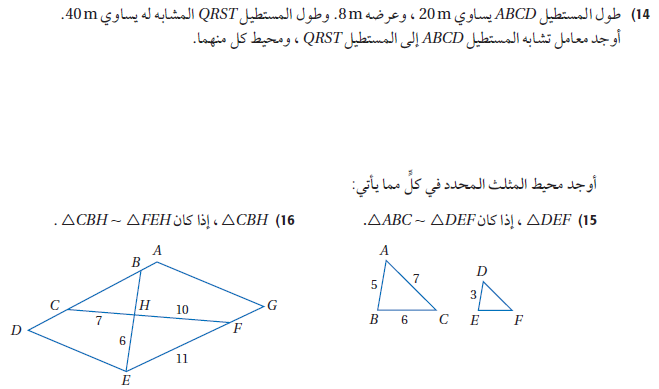 14) طول المستطيل ABCD يساوي 20 m ، وعرضه 8 m. وطول المستطيل QRST المشابه له يساوي 40 m.
أوجد معامل تشابه المستطيل ABCD إلى المستطيل QRST ، ومحيط كل منهما.
أوجد محيط المثلث المحدد في كلٍّ مما يأتي:
15) △DEF ، إذا كان △ABC ~ △DEF.
16) △CBH ، إذا كان △CBH ~ △FEH .
A
5
7
B
6
C
D
3
E
F
A
B
C
H
10
G
7
D
F
6
11
E